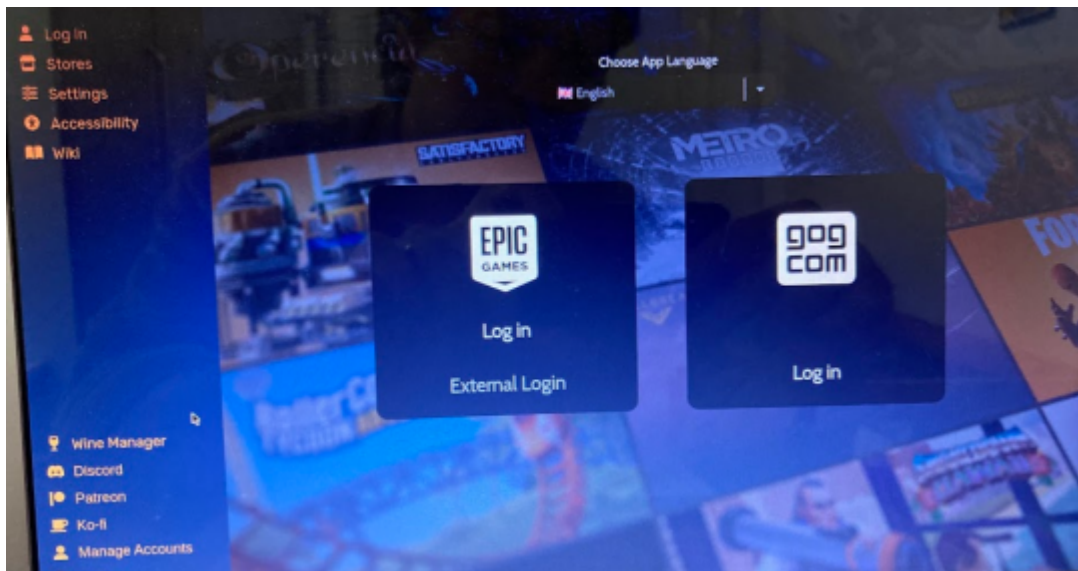 Log in
Stores
Settings
Accessibility
Wiki
Wine Manager
Discord
Patreon
Ko-fi
Manage Accounts
Choose App Language
English
SATISFACTORY
METRO
EPIC
GAMES
Log in
External Login
gog
com
Log in